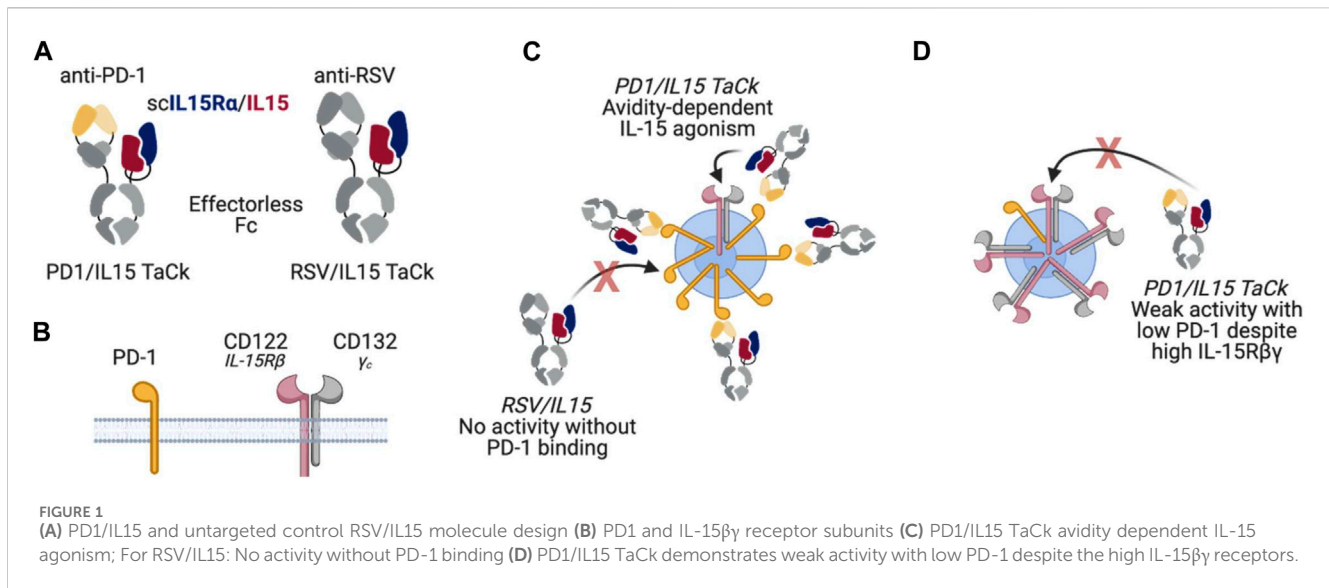 A
anti-PD-1
anti-RSV
scIL15Rα/IL15
Effectorless
Fc
PD1/IL15 TaCk
RSV/IL15 TaCk
B
PD-1
CD122
IL-15Rβ
CD132
γc
C
PD1/IL15 TaCk
Avidity-dependent
IL-15 agonism
X
RSV/IL15
No activity without
PD-1 binding
D
X
PD1/IL15 TaCk
Weak activity with
low PD-1 despite
high IL-15Rβγ
FIGURE 1
(A) PD1/IL15 and untargeted control RSV/IL15 molecule design (B) PD1 and IL-15βγ receptor subunits (C) PD1/IL15 TaCk avidity dependent IL-15
agonism; For RSV/IL15: No activity without PD-1 binding (D) PD1/IL15 TaCk demonstrates weak activity with low PD-1 despite the high IL-15βγ receptors.